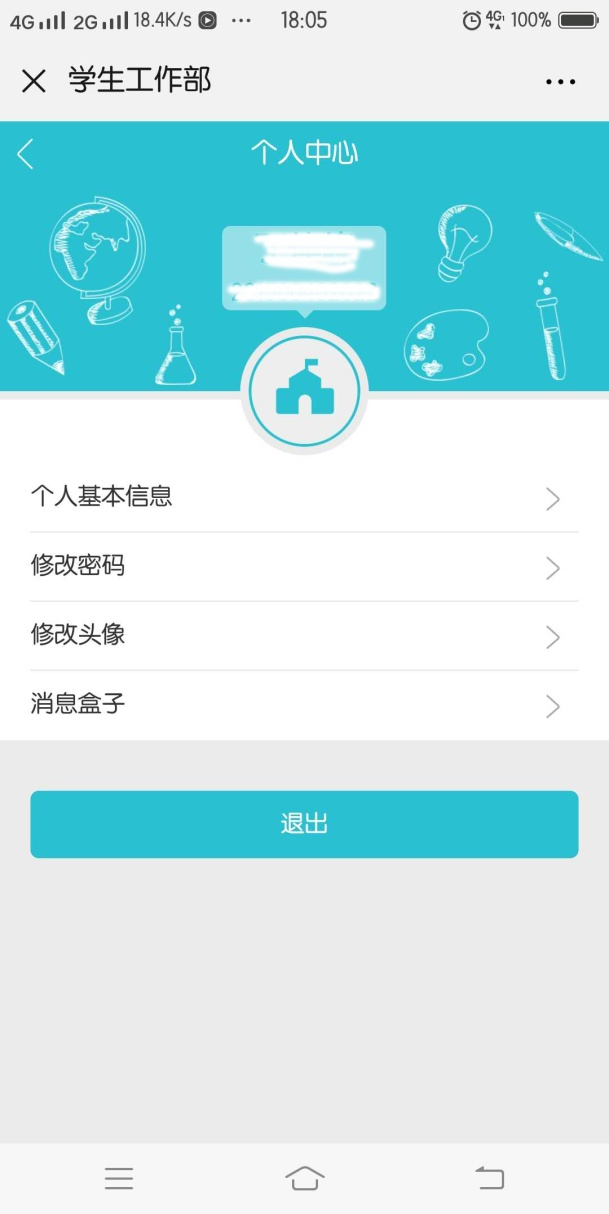 4G 2G 18.4K/s ··· 18:05 4G 100%
学生工作部
个人中心
个人基本信息
修改密码
修改头像
消息盒子
退出